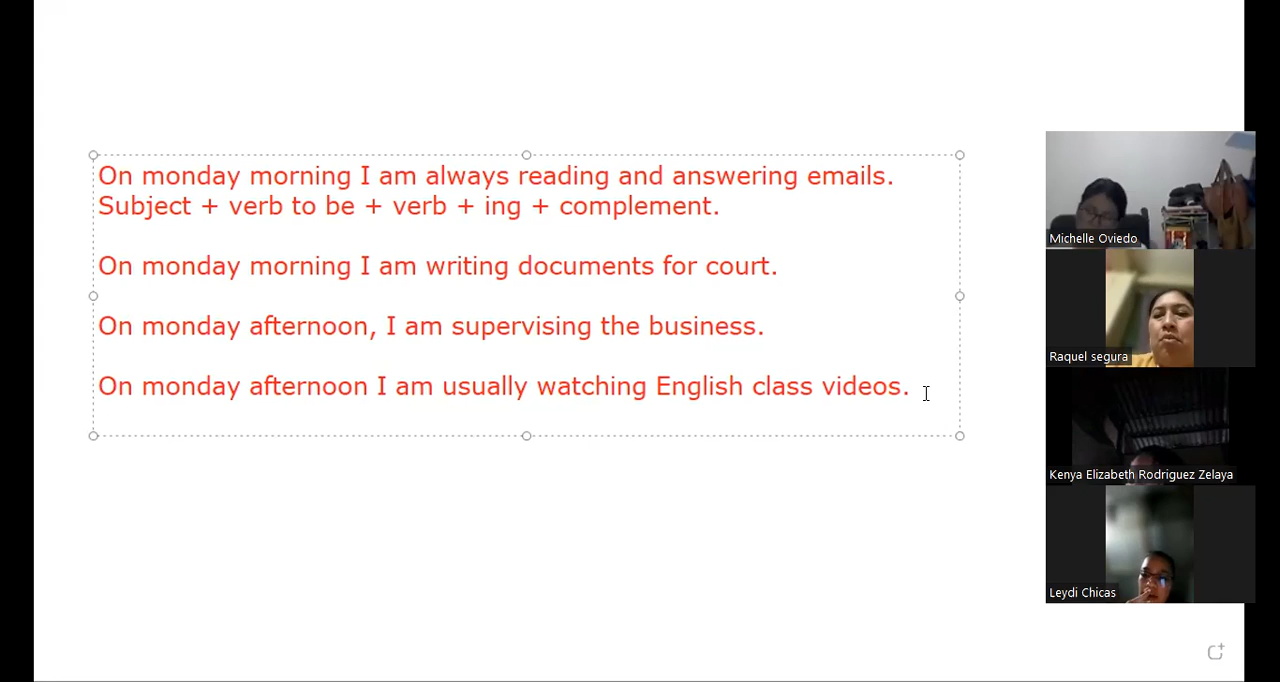 On monday morning I am always reading and answering emails.
Subject + verb to be + verb + ing + complement.
On monday morning I am writing documents for court.
On monday afternoon, I am supervising the business.
On monday afternoon I am usually watching English class videos.
Michelle Oviedo
Raquel segura
Kenya Elizabeth Rodriguez Zelaya
Leydi Chicas